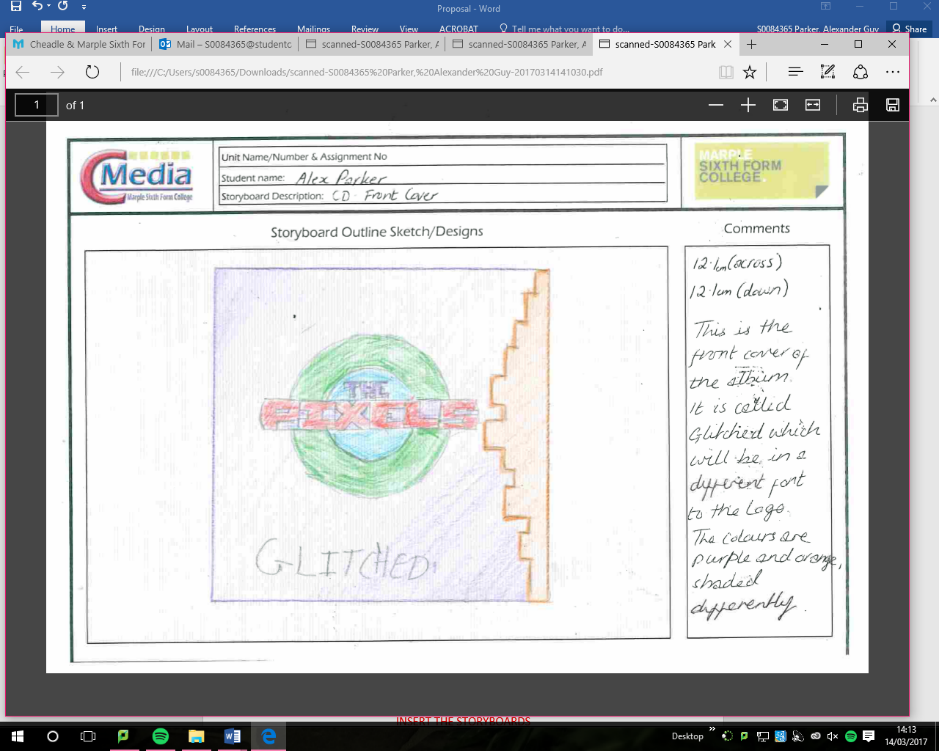 Proposal - Word
File Home Insert Design Layout References Mailings Review View ACROBAT Tell me what you want to do... S0084365 Parker, Alexander Guy Share
Cheadle & Marple Sixth For Mail – S0084365@studentc scanned-S0084365 Parker, A scanned-S0084365 Parker, A scanned-S0084365 Park
file:///C:/Users/s0084365/Downloads/scanned-S0084365%20Parker,%20Alexander%20Guy-20170314141030.pdf
1 of 1
CMedia
Marple Sixth Form College
Unit Name/Number & Assignment No
Student name: Alex Parker
Storyboard Description: CD Front Cover
MARPLE
SIXTH FORM
COLLEGE
Storyboard Outline Sketch/Designs
THE
PIXELS
GLITCHED
Comments
12.1cm (across)
12.1cm (down)
This is the
front cover of
the album.
It is called
Glitched which
will be in a
different font
to the Logo.
The colours are
purple and orange,
shaded
differently.
INSERT THE STORYBOARDS
Desktop
14:13
14/03/2017